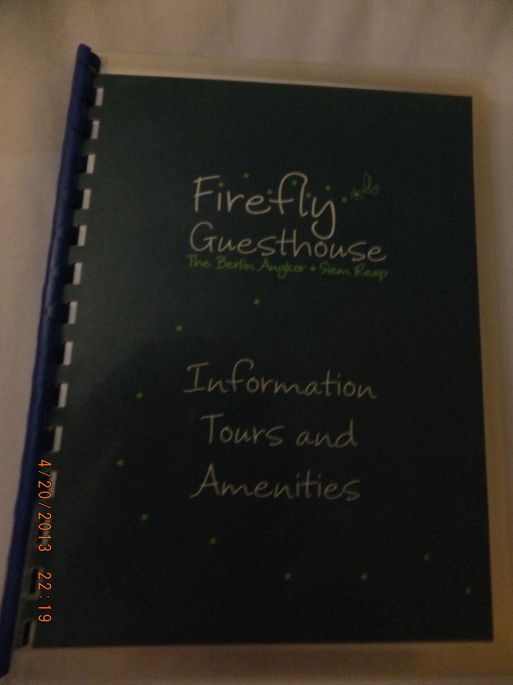 Firefly
Guesthouse
The Berlin Angkor • Siem Reap
Information
Tours and
Amenities
4/20/2013 22:19